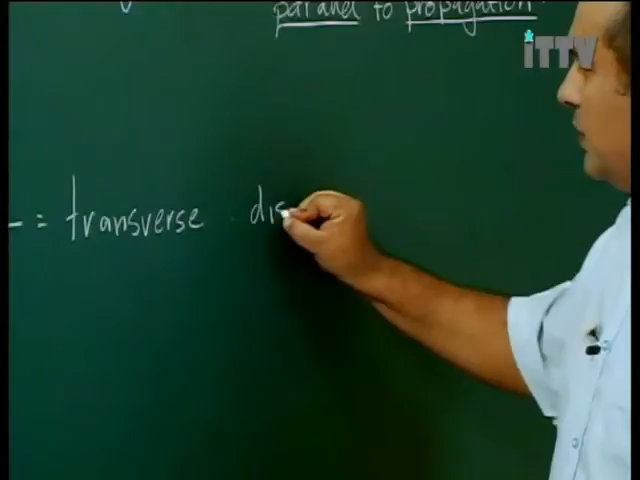 parallel to propagation
iTTV
- = transverse dis